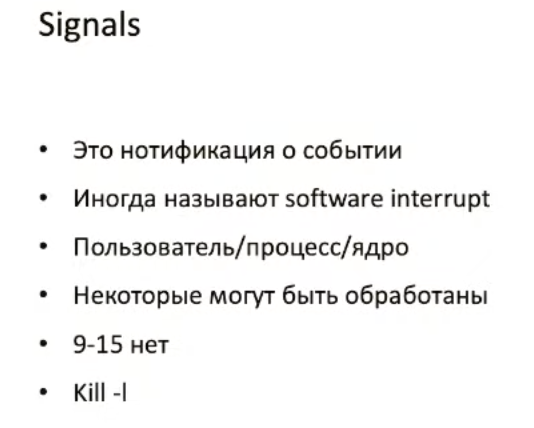 Signals
• Это нотификация о событии
• Иногда называют software interrupt
• Пользователь/процесс/ядро
• Некоторые могут быть обработаны
• 9-15 нет
• Kill -l